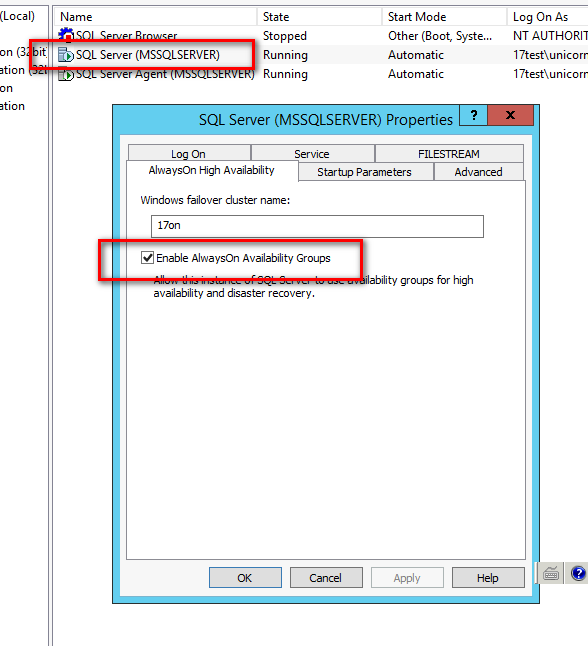 (Local)
Name State Start Mode Log On As
SQL Server Browser Stopped Other (Boot, Syste... NT AUTHORIT
on (32bit) SQL Server (MSSQLSERVER) Running Automatic 17test\unicorn
ation (32 SQL Server Agent (MSSQLSERVER) Running Automatic 17test\unicorn
on
ation
SQL Server (MSSQLSERVER) Properties ? x
Log On Service FILESTREAM
AlwaysOn High Availability Startup Parameters Advanced
Windows failover cluster name:
17on
Enable AlwaysOn Availability Groups
Allow this instance of SQL Server to use availability groups for high
availability and disaster recovery.
OK Cancel Apply Help
?